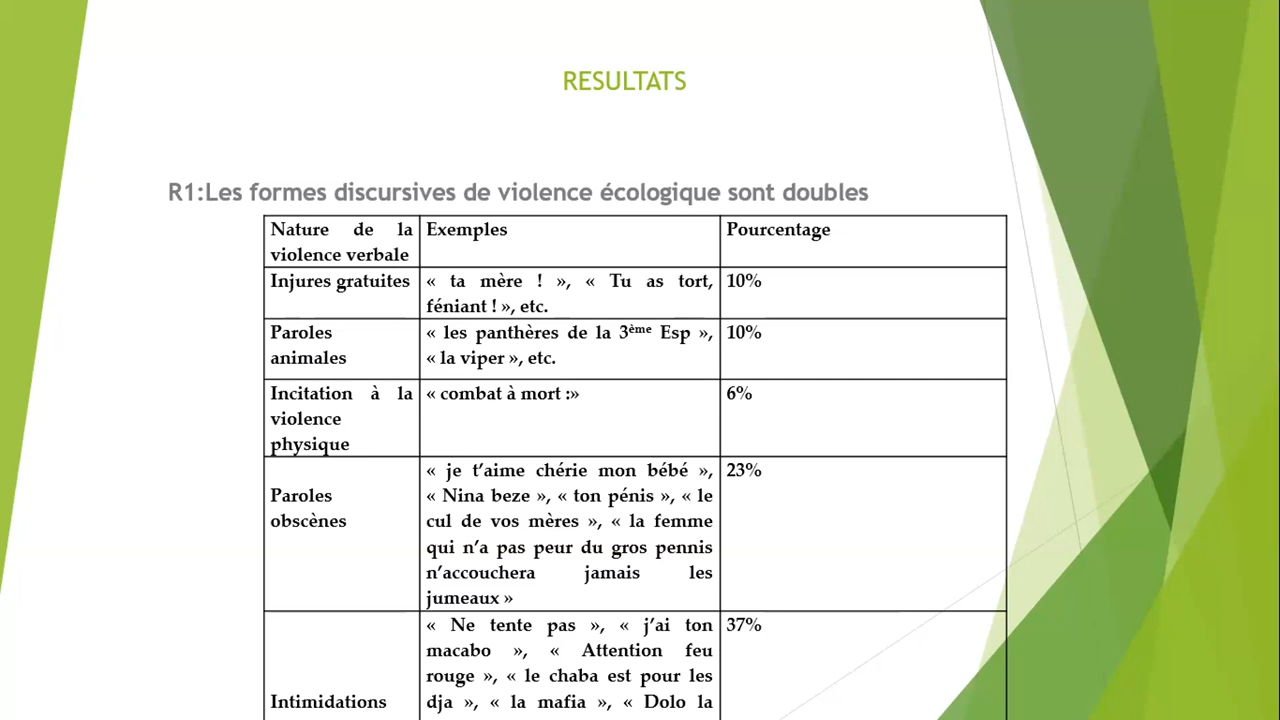 RESULTATS
R1:Les formes discursives de violence écologique sont doubles
Nature de la
violence verbale
Exemples
Pourcentage
Injures gratuites
« ta mère ! », « Tu as tort,
féniant ! », etc.
10%
Paroles
animales
« les panthères de la 3ème Esp »,
« la viper », etc.
10%
Incitation à la
violence
physique
« combat à mort :»
6%
Paroles
obscènes
« je t’aime chérie mon bébé »,
« Nina beze », « ton pénis », « le
cul de vos mères », « la femme
qui n’a pas peur du gros pennis
n’accouchera jamais les
jumeaux »
23%
Intimidations
« Ne tente pas », « j’ai ton
macabo », « Attention feu
rouge », « le chaba est pour les
dja », « la mafia », « Dolo la
37%